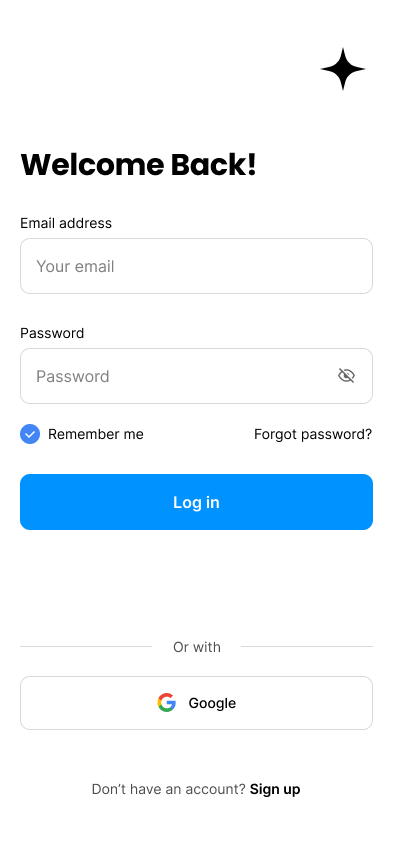 Welcome Back!
Email address
Your email
Password
Password
Remember me
Forgot password?
Log in
Or with
Google
Don’t have an account? Sign up